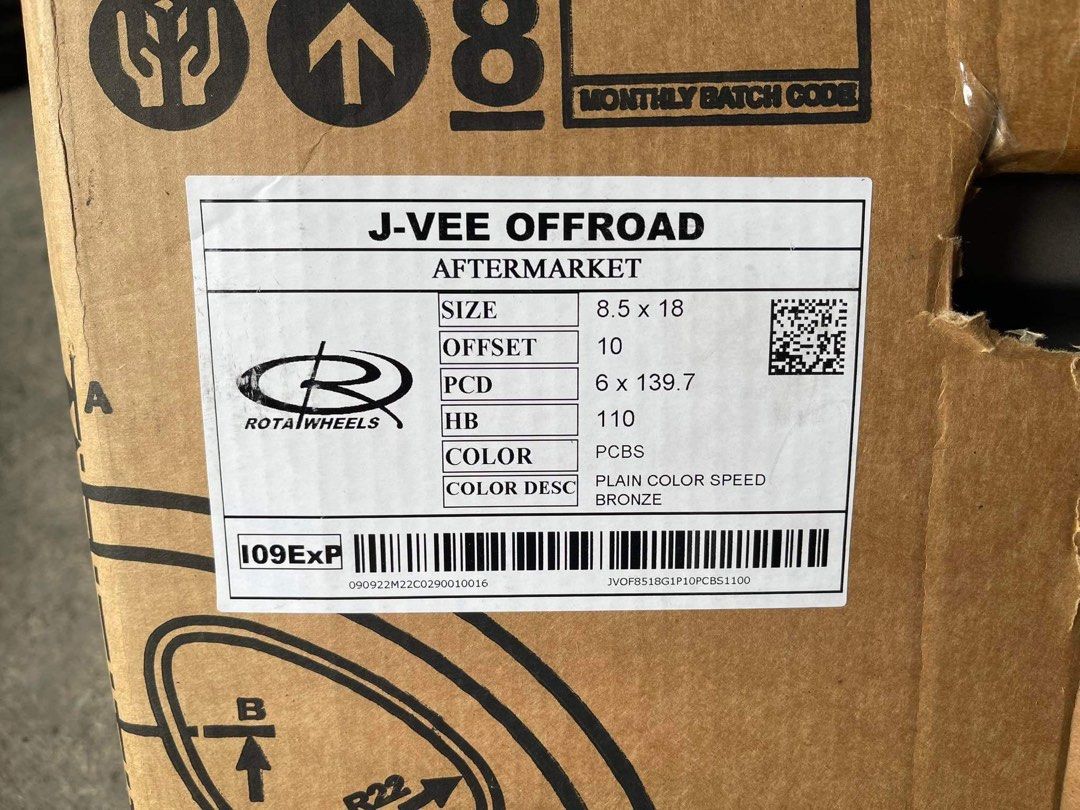 8
MONTHLY BATCH CODE
J-VEE OFFROAD
AFTERMARKET
SIZE 8.5 x 18
OFFSET 10
PCD 6 x 139.7
HB 110
COLOR PCBS
COLOR DESC PLAIN COLOR SPEED
BRONZE
R
ROTA WHEELS
I09ExP
090922M22C0290010016 JVOF8518G1P10PCBS1100
A
B
R22